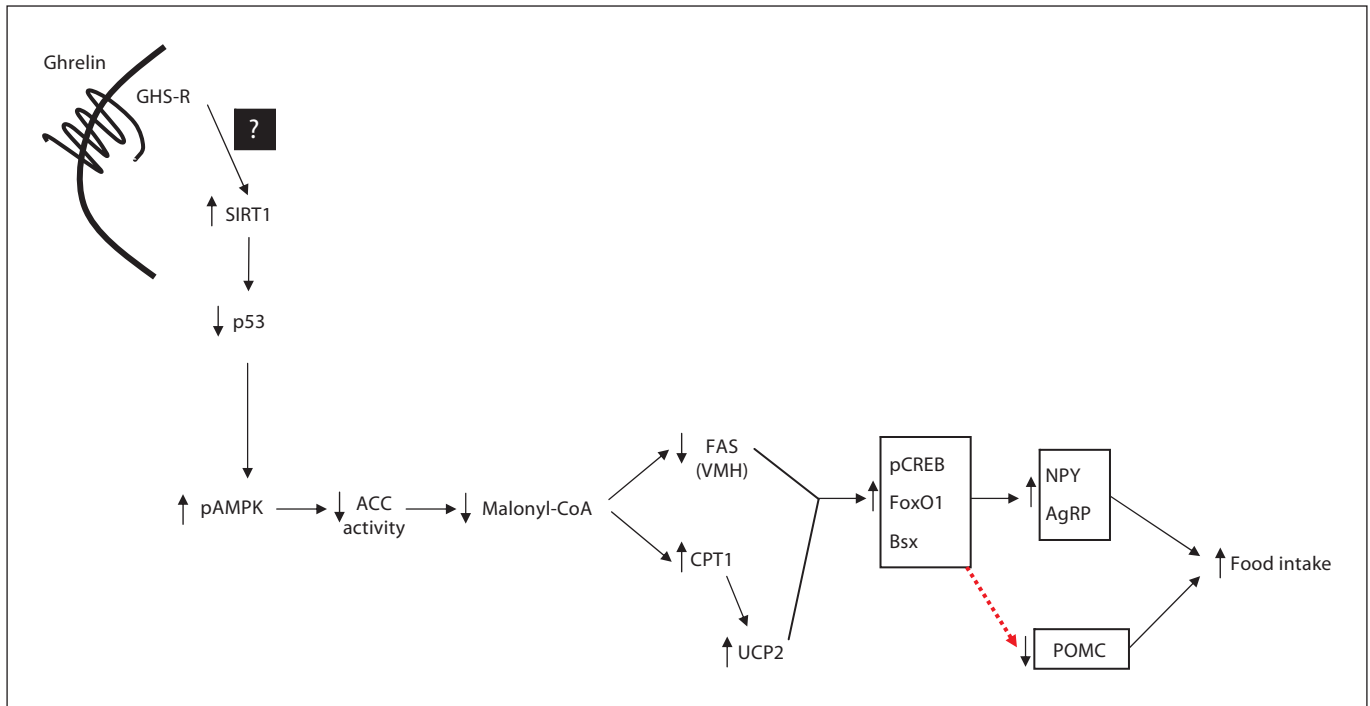 Ghrelin
GHS-R
?
SIRT1
p53
pAMPK
ACC
activity
Malonyl-CoA
FAS
(VMH)
CPT1
UCP2
pCREB
FoxO1
Bsx
NPY
AgRP
POMC
Food intake